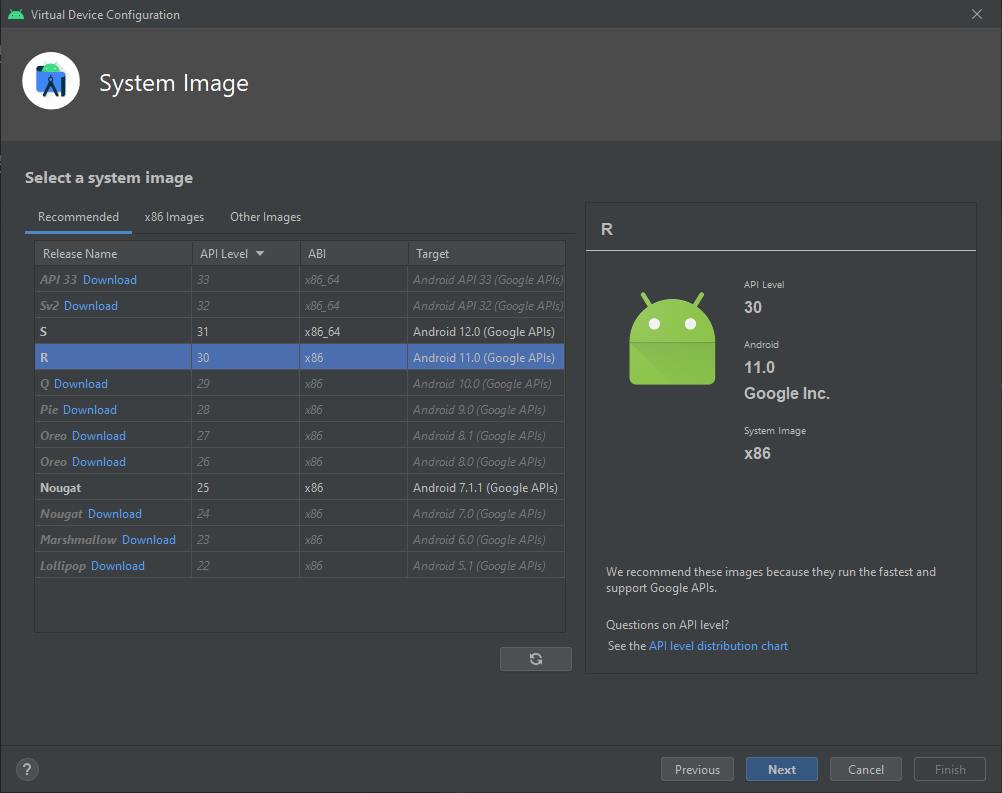 Virtual Device Configuration
System Image
Select a system image
Recommended x86 Images Other Images
Release Name API Level ABI Target
API 33 Download 33 x86_64 Android API 33 (Google APIs)
Sv2 Download 32 x86_64 Android API 32 (Google APIs)
S 31 x86_64 Android 12.0 (Google APIs)
R 30 x86 Android 11.0 (Google APIs)
Q Download 29 x86 Android 10.0 (Google APIs)
Pie Download 28 x86 Android 9.0 (Google APIs)
Oreo Download 27 x86 Android 8.1 (Google APIs)
Oreo Download 26 x86 Android 8.0 (Google APIs)
Nougat 25 x86 Android 7.1.1 (Google APIs)
Nougat Download 24 x86 Android 7.0 (Google APIs)
Marshmallow Download 23 x86 Android 6.0 (Google APIs)
Lollipop Download 22 x86 Android 5.1 (Google APIs)
R
API Level
30
Android
11.0
Google Inc.
System Image
x86
We recommend these images because they run the fastest and
support Google APIs.
Questions on API level?
See the API level distribution chart
? Previous Next Cancel Finish